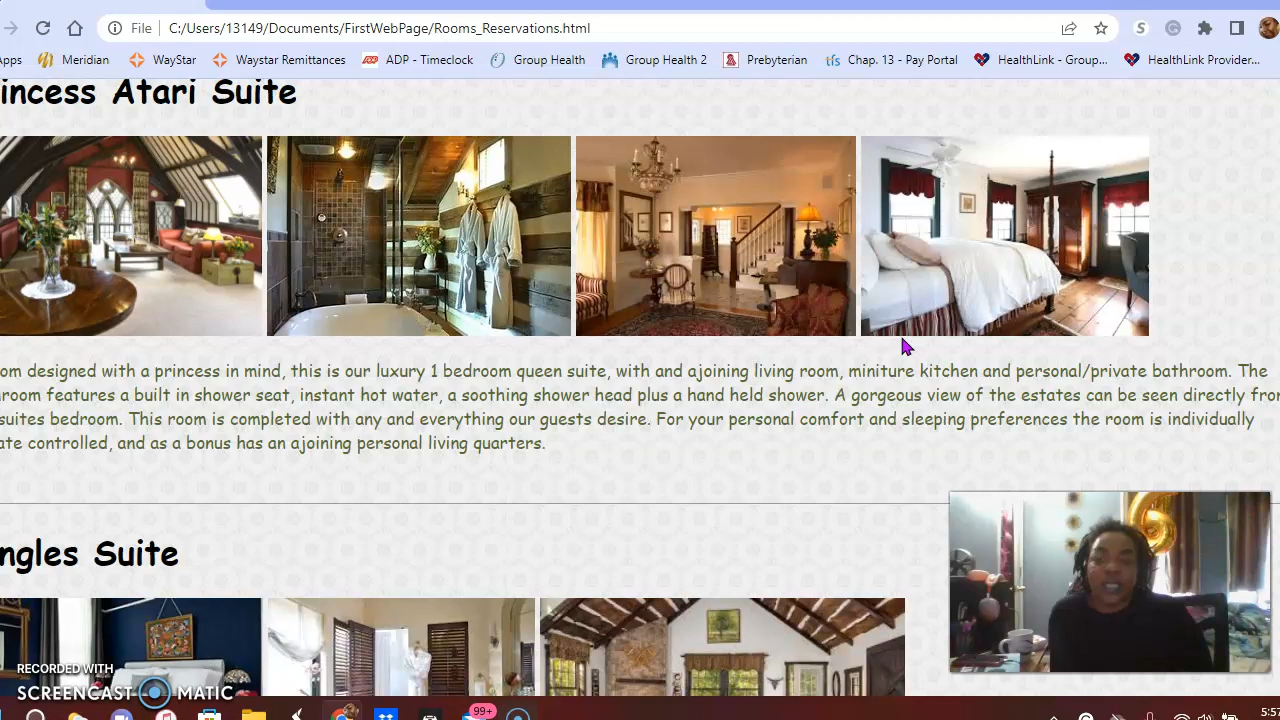 File C:/Users/13149/Documents/FirstWebPage/Rooms_Reservations.html
Apps Meridian WayStar Waystar Remittances ADP - Timeclock Group Health Group Health 2 Prebyterian Chap. 13 - Pay Portal HealthLink - Group... HealthLink Provider...
incess Atari Suite
om designed with a princess in mind, this is our luxury 1 bedroom queen suite, with and ajoining living room, miniture kitchen and personal/private bathroom. The
room features a built in shower seat, instant hot water, a soothing shower head plus a hand held shower. A gorgeous view of the estates can be seen directly from
suites bedroom. This room is completed with any and everything our guests desire. For your personal comfort and sleeping preferences the room is individually
ate controlled, and as a bonus has an ajoining personal living quarters.
ngles Suite
RECORDED WITH
SCREENCAST MATIC
99+
5:57